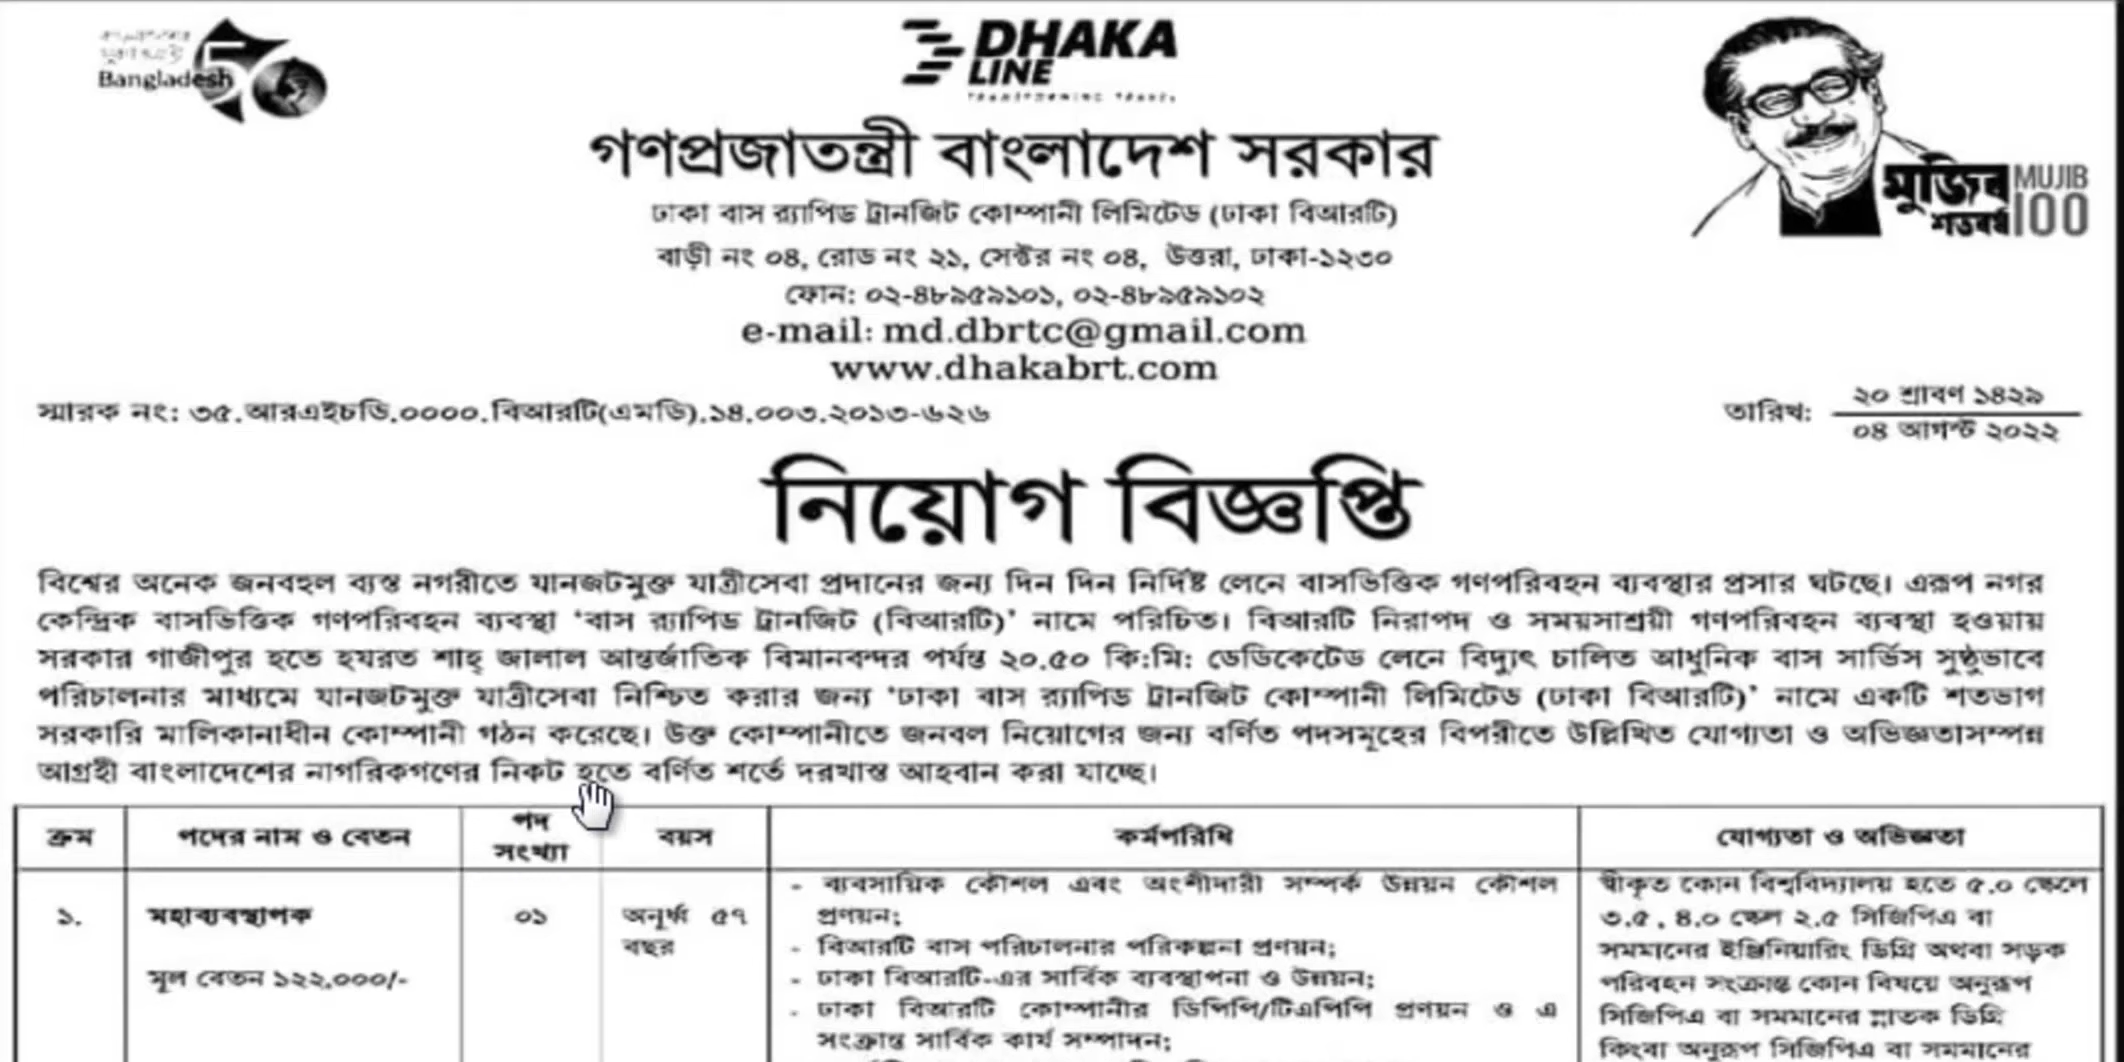 Bangladesh 50
DHAKA
LINE
TRANSFORMING TRAVEL
মুজিব MUJIB
শতবর্ষ 100
গণপ্রজাতন্ত্রী বাংলাদেশ সরকার
ঢাকা বাস র‍্যাপিড ট্রানজিট কোম্পানী লিমিটেড (ঢাকা বিআরটি)
বাড়ী নং ০৪, রোড নং ২১, সেক্টর নং ০৪, উত্তরা, ঢাকা-১২৩০
ফোন: ০২-৪৮৯৫৯১০১, ০২-৪৮৯৫৯১০২
e-mail: md.dbrtc@gmail.com
www.dhakabrt.com
স্মারক নং: ৩৫.আরএইচডি.০০০০.বিআরটি(এমডি).১৪.০০৩.২০১৩-৬২৬
তারিখ: ২০ শ্রাবণ ১৪২৯
০৪ আগস্ট ২০২২
নিয়োগ বিজ্ঞপ্তি
বিশ্বের অনেক জনবহুল ব্যস্ত নগরীতে যানজটমুক্ত যাত্রীসেবা প্রদানের জন্য দিন দিন নির্দিষ্ট লেনে বাসভিত্তিক গণপরিবহন ব্যবস্থার প্রসার ঘটছে। এরূপ নগর
কেন্দ্রিক বাসভিত্তিক গণপরিবহন ব্যবস্থা ‘বাস র‍্যাপিড ট্রানজিট (বিআরটি)’ নামে পরিচিত। বিআরটি নিরাপদ ও সময়সাশ্রয়ী গণপরিবহন ব্যবস্থা হওয়ায়
সরকার গাজীপুর হতে হযরত শাহ্ জালাল আন্তর্জাতিক বিমানবন্দর পর্যন্ত ২০.৫০ কি:মি: ডেডিকেটেড লেনে বিদ্যুৎ চালিত আধুনিক বাস সার্ভিস সুষ্ঠুভাবে
পরিচালনার মাধ্যমে যানজটমুক্ত যাত্রীসেবা নিশ্চিত করার জন্য ‘ঢাকা বাস র‍্যাপিড ট্রানজিট কোম্পানী লিমিটেড (ঢাকা বিআরটি)’ নামে একটি শতভাগ
সরকারি মালিকানাধীন কোম্পানী গঠন করেছে। উক্ত কোম্পানীতে জনবল নিয়োগের জন্য বর্ণিত পদসমূহের বিপরীতে উল্লিখিত যোগ্যতা ও অভিজ্ঞতাসম্পন্ন
আগ্রহী বাংলাদেশের নাগরিকগণের নিকট হতে বর্ণিত শর্তে দরখাস্ত আহবান করা যাচ্ছে।
ক্রম
পদের নাম ও বেতন
পদ
সংখ্যা
বয়স
কর্মপরিধি
যোগ্যতা ও অভিজ্ঞতা
১.
মহাব্যবস্থাপক
মূল বেতন ১২২,০০০/-
০১
অনূর্ধ্ব ৫৭
বছর
- ব্যবসায়িক কৌশল এবং অংশীদারী সম্পর্ক উন্নয়ন কৌশল
প্রণয়ন;
- বিআরটি বাস পরিচালনার পরিকল্পনা প্রণয়ন;
- ঢাকা বিআরটি-এর সার্বিক ব্যবস্থাপনা ও উন্নয়ন;
- ঢাকা বিআরটি কোম্পানীর ডিপিপি/টিএপিপি প্রণয়ন ও এ
সংক্রান্ত সার্বিক কার্য সম্পাদন;
স্বীকৃত কোন বিশ্ববিদ্যালয় হতে ৫.০ স্কেলে
৩.৫, ৪.০ স্কেল ২.৫ সিজিপিএ বা
সমমানের ইঞ্জিনিয়ারিং ডিগ্রি অথবা সড়ক
পরিবহন সংক্রান্ত কোন বিষয়ে অনুরূপ
সিজিপিএ বা সমমানের স্নাতক ডিগ্রি
কিংবা অনুরূপ সিজিপিএ বা সমমানের